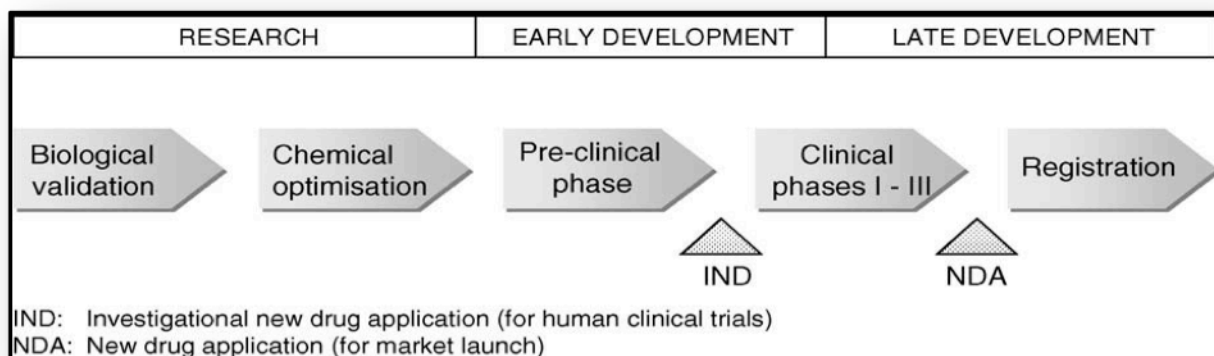 RESEARCH
EARLY DEVELOPMENT
LATE DEVELOPMENT
Biological
validation
Chemical
optimisation
Pre-clinical
phase
Clinical
phases I - III
Registration
IND
NDA
IND: Investigational new drug application (for human clinical trials)
NDA: New drug application (for market launch)